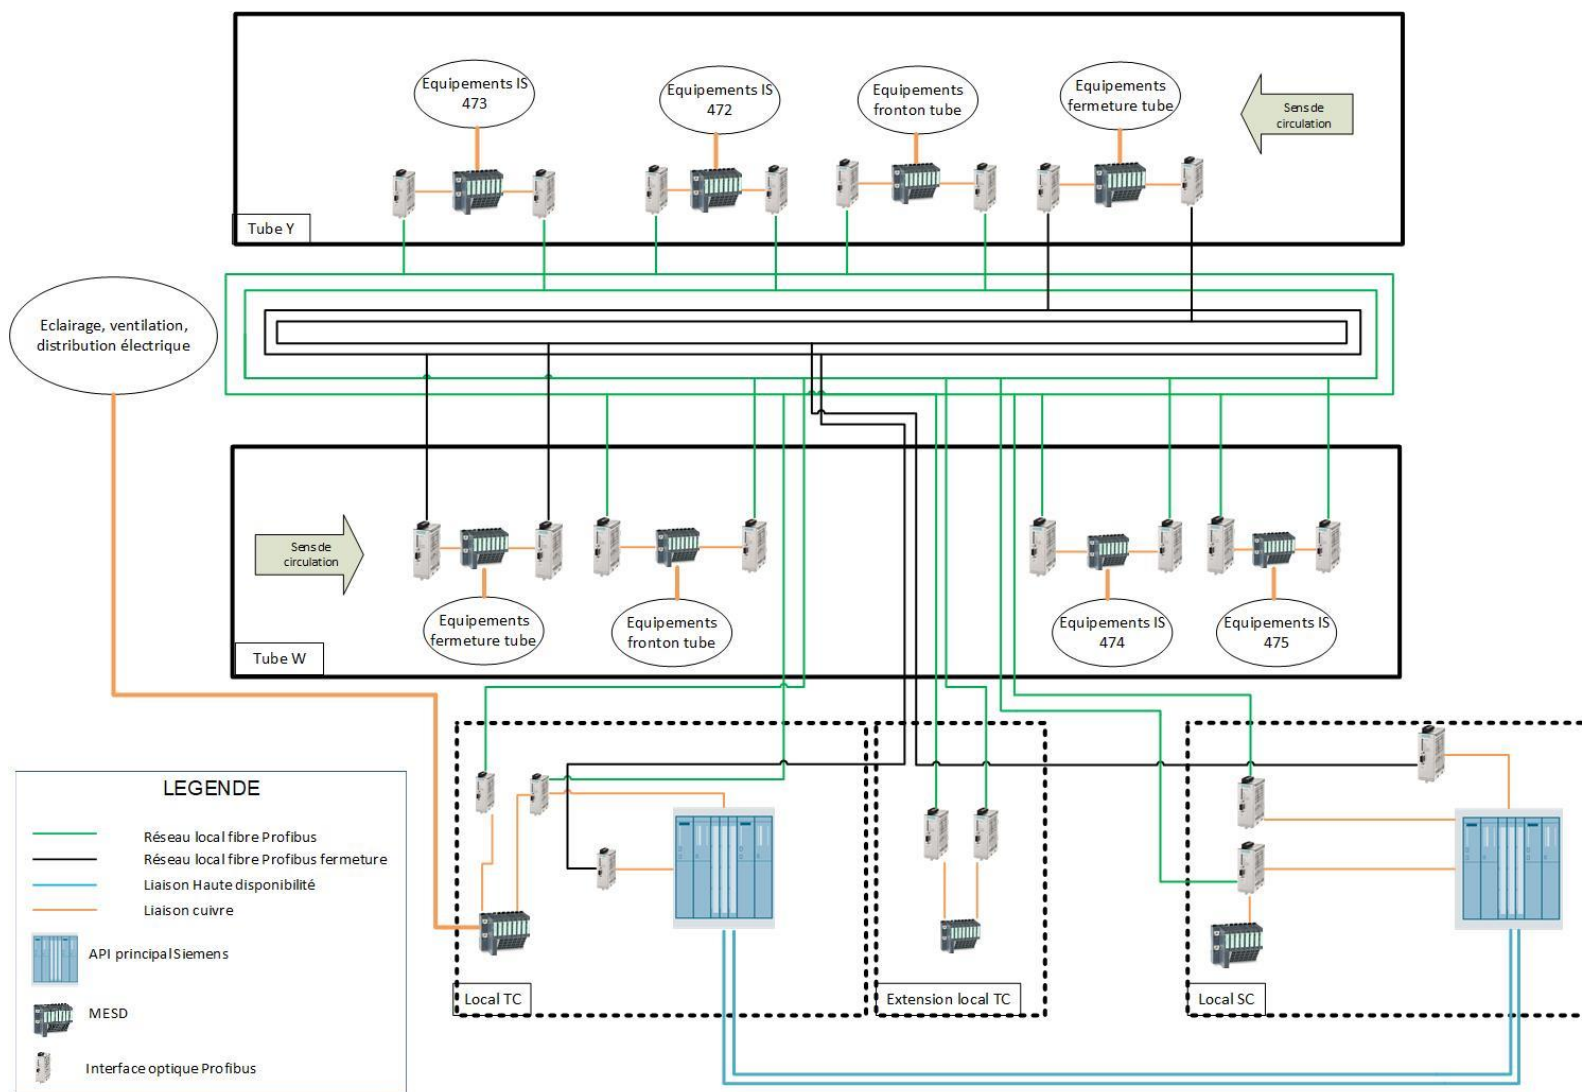 Equipements IS
473
Equipements IS
472
Equipements
fronton tube
Equipements
fermeture tube
Sens de
circulation
Tube Y
Eclairage, ventilation,
distribution électrique
Sens de
circulation
Equipements
fermeture tube
Equipements
fronton tube
Equipements IS
474
Equipements IS
475
Tube W
LEGENDE
Réseau local fibre Profibus
Réseau local fibre Profibus fermeture
Liaison Haute disponibilité
Liaison cuivre
API principal Siemens
MESD
Interface optique Profibus
Local TC
Extension local TC
Local SC